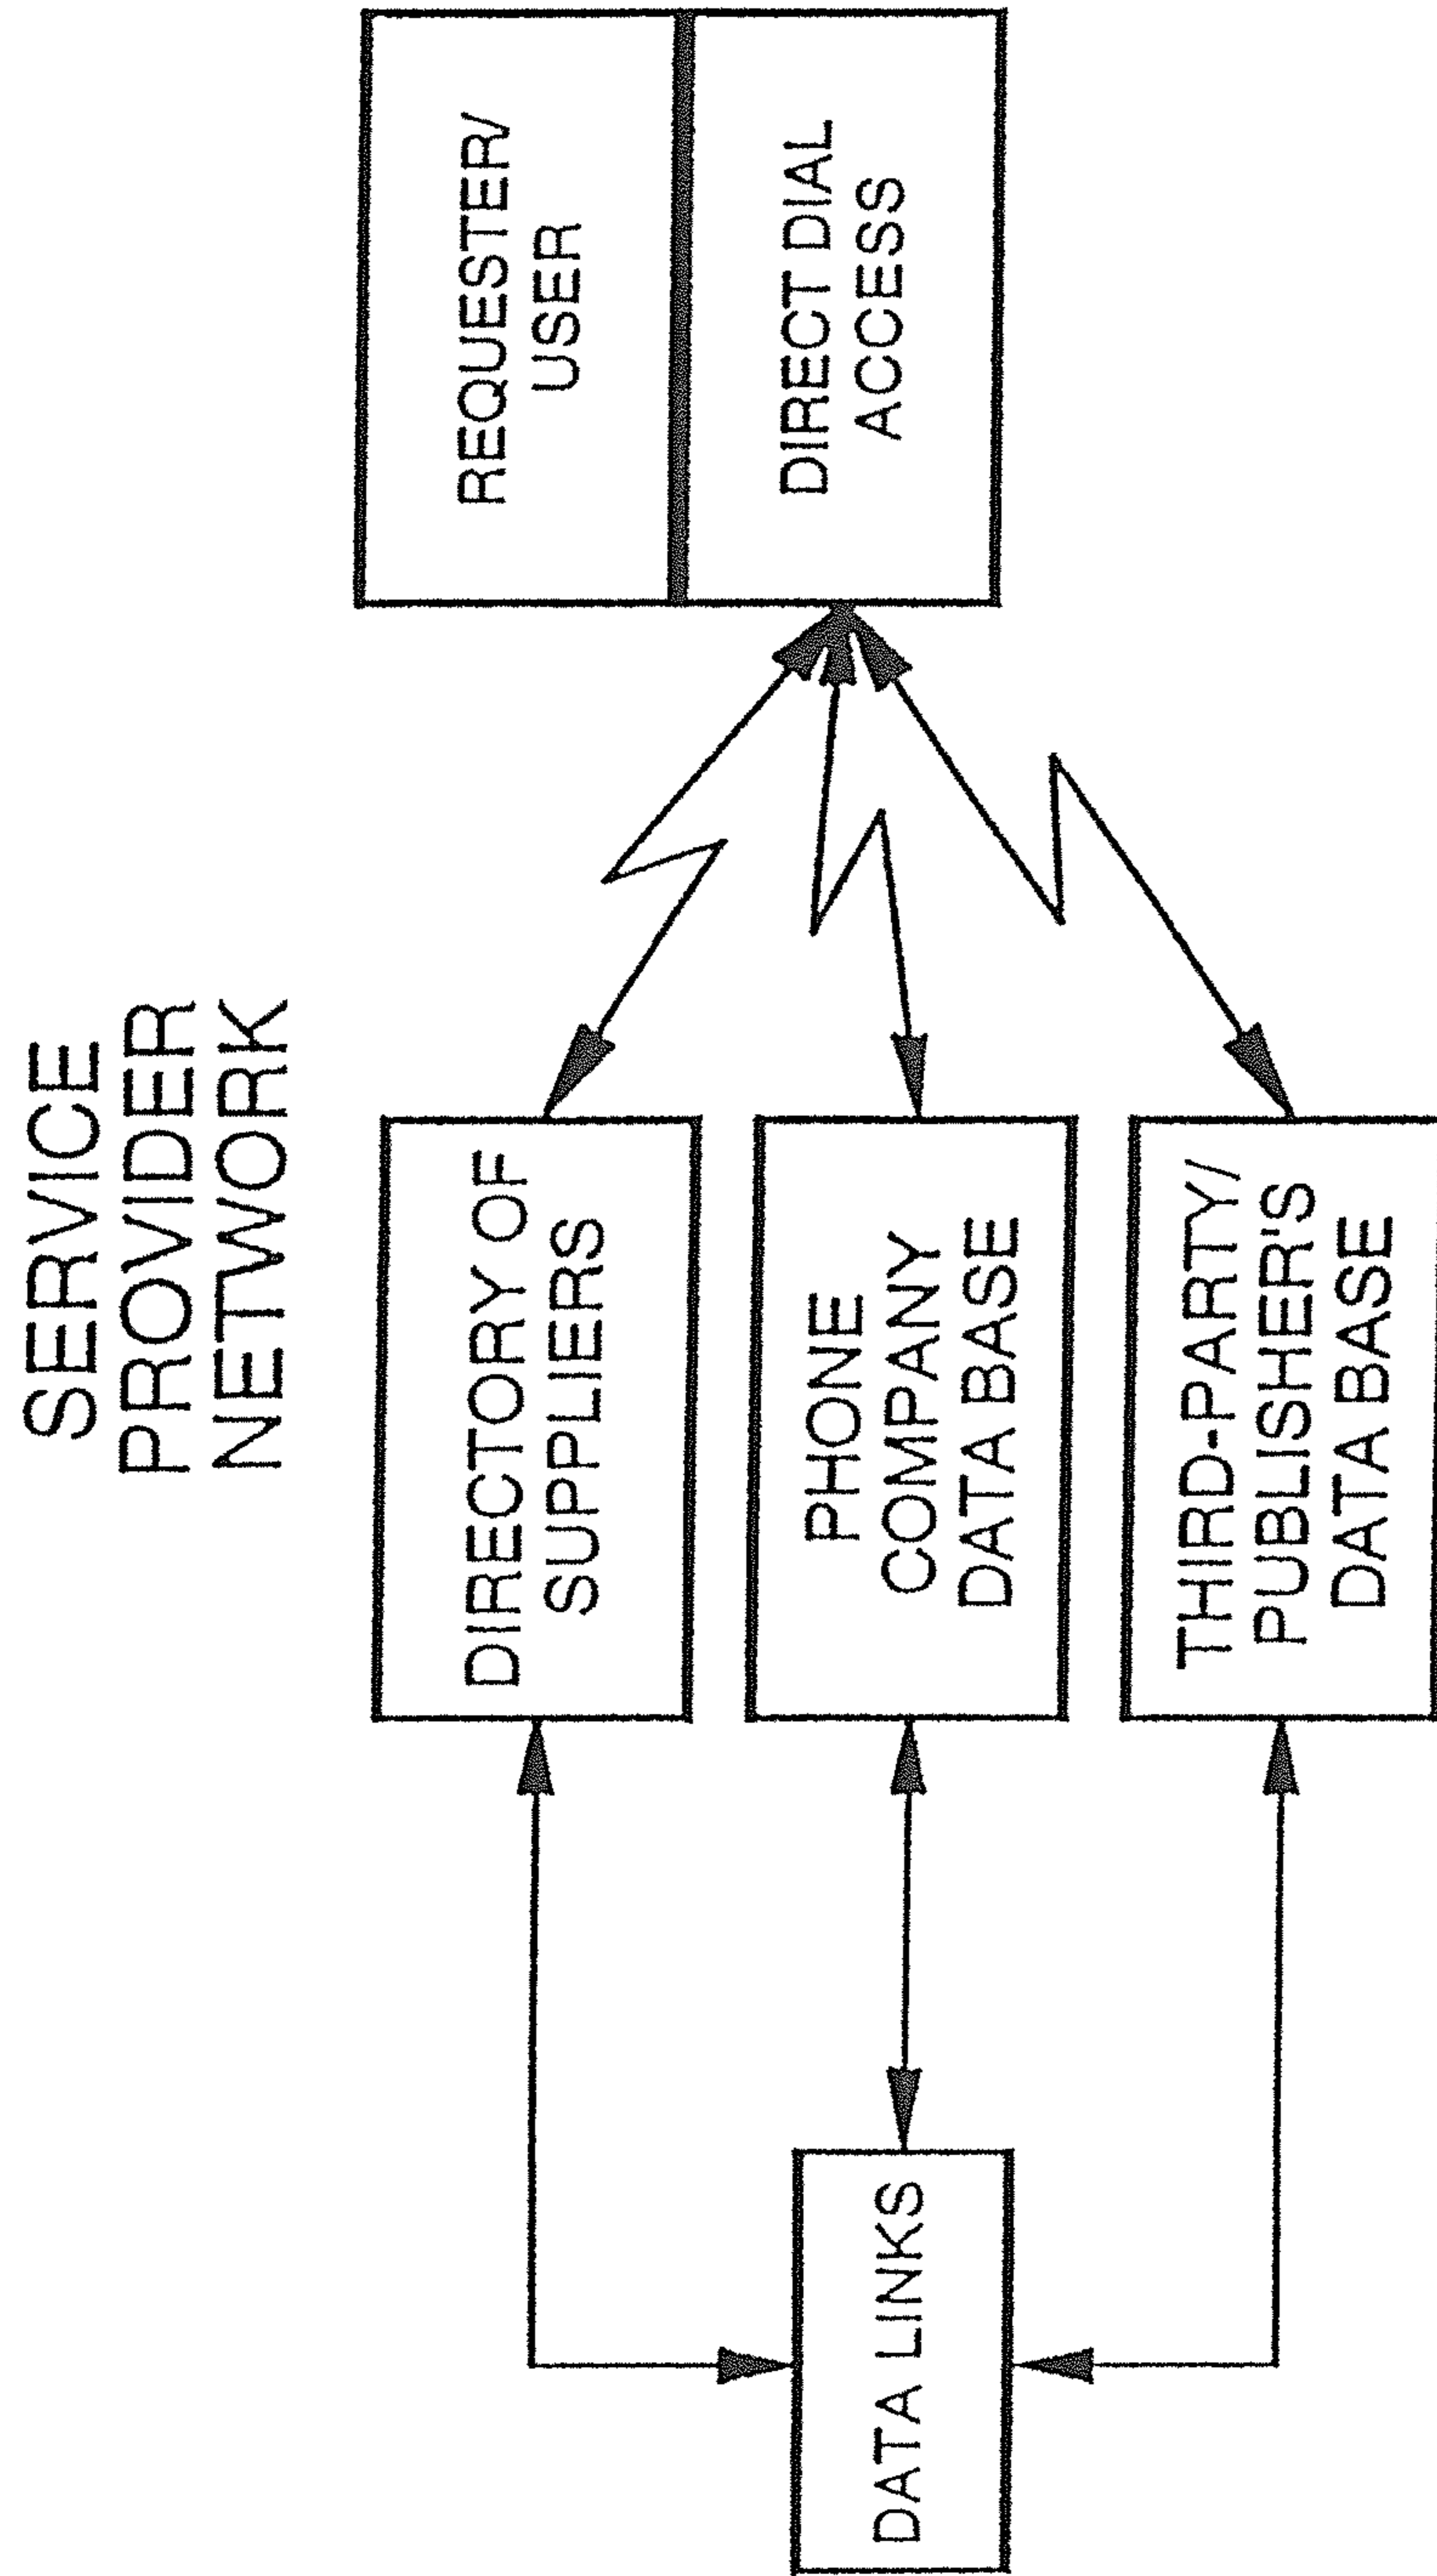 SERVICE
PROVIDER
NETWORK
DATA LINKS
DIRECTORY OF
SUPPLIERS
PHONE
COMPANY
DATA BASE
THIRD-PARTY/
PUBLISHER'S
DATA BASE
REQUESTER/
USER
DIRECT DIAL
ACCESS